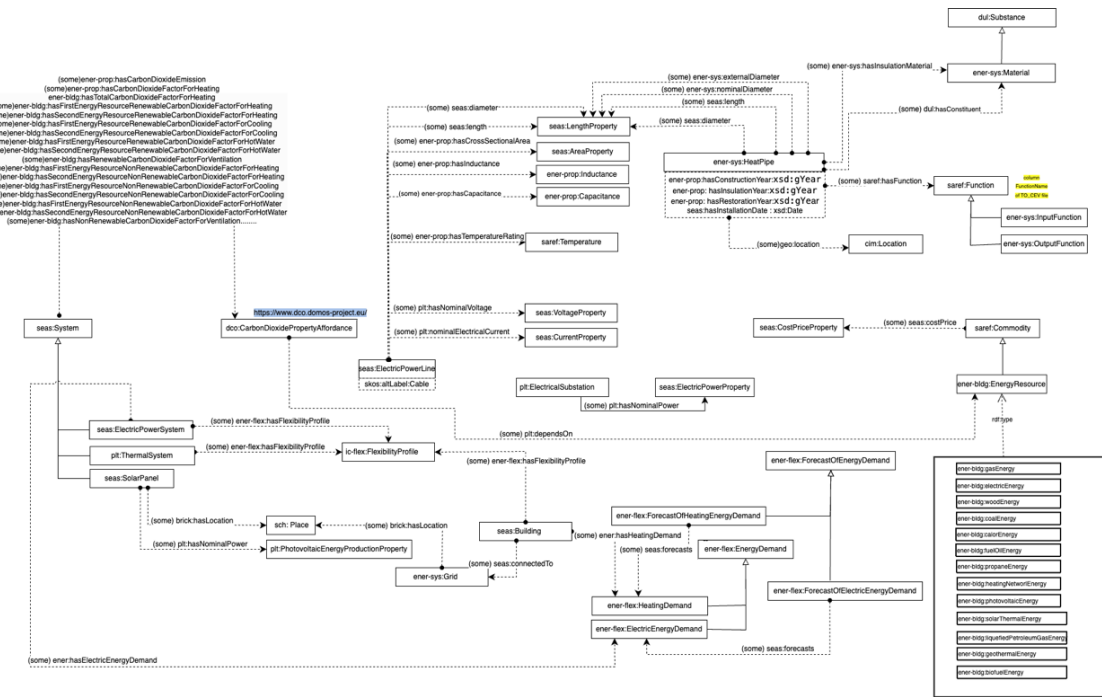 dul:Substance
(some) ener-sys:hasInsulationMaterial
ener-sys:Material
(some) ener-sys:externalDiameter
(some)ener-prop:hasCarbonDioxideEmission
(some)ener-prop:hasCarbonDioxideFactorForHeating
(some) ener-sys:nominalDiameter
(some)ener-bldg:hasTotalCarbonDioxideFactorForHeating
(some) seas:length
ener-bldg:hasFirstEnergyResourceRenewableCarbonDioxideFactorForHeating
(some) seas:diameter
(some) dul:hasConstituent
ener-bldg:hasSecondEnergyResourceRenewableCarbonDioxideFactorForHeating
ener-bldg:hasFirstEnergyResourceRenewableCarbonDioxideFactorForCooling
(some) seas:diameter
(some) seas:length
seas:LengthProperty
ener-bldg:hasSecondEnergyResourceRenewableCarbonDioxideFactorForCooling
ener-bldg:hasFirstEnergyResourceRenewableCarbonDioxideFactorForHotWater
(some) ener-prop:hasCrossSectionalArea
ener-bldg:hasSecondEnergyResourceRenewableCarbonDioxideFactorForHotWater
seas:AreaProperty
(some)ener-bldg:hasRenewableCarbonDioxideFactorForVentilation
ener-sys:HeatPipe
(some) ener-prop:hasInductance
ener-bldg:hasFirstEnergyResourceNonRenewableCarbonDioxideFactorForHeating
ener-prop:Inductance
ener-bldg:hasSecondEnergyResourceNonRenewableCarbonDioxideFactorForHeating
ener-prop:hasConstructionYear:xsd:gYear
(some) saref:hasFunction
saref:Function
column
FunctionName
of TO_CEV file
ener-bldg:hasFirstEnergyResourceNonRenewableCarbonDioxideFactorForCooling
ener-prop: hasInsulationYear:xsd:gYear
(some) ener-prop:hasCapacitance
ener-prop:Capacitance
ener-bldg:hasSecondEnergyResourceNonRenewableCarbonDioxideFactorForCooling
ener-prop: hasRestorationYear:xsd:gYear
ener-bldg:hasFirstEnergyResourceNonRenewableCarbonDioxideFactorForHotWater
seas:hasInstallationDate : xsd:Date
ener-bldg:hasSecondEnergyResourceNonRenewableCarbonDioxideFactorForHotWater
ener-sys:InputFunction
(some)ener-bldg:hasNonRenewableCarbonDioxideFactorForVentilation........
(some) ener-prop:hasTemperatureRating
saref:Temperature
(some)geo:location
cim:Location
ener-sys:OutputFunction
https://www.dco.domos-project.eu/
(some) plt:hasNominalVoltage
seas:VoltageProperty
seas:System
dco:CarbonDioxidePropertyAffordance
(some) plt:nominalElectricalCurrent
seas:CurrentProperty
seas:CostPriceProperty
(some) seas:costPrice
saref:Commodity
seas:ElectricPowerLine
skos:altLabel:Cable
plt:ElectricalSubstation
seas:ElectricPowerProperty
ener-bldg:EnergyResource
(some) plt:hasNominalPower
(some) ener-flex:hasFlexibilityProfile
rdf:type
seas:ElectricPowerSystem
(some) plt:dependsOn
(some) ener-flex:hasFlexibilityProfile
plt:ThermalSystem
ic-flex:FlexibilityProfile
(some) ener-flex:hasFlexibilityProfile
ener-flex:ForecastOfEnergyDemand
seas:SolarPanel
ener-bldg:gasEnergy
ener-bldg:electricEnergy
ener-bldg:woodEnergy
ener-bldg:coalEnergy
ener-bldg:calorEnergy
ener-bldg:fuelOilEnergy
ener-bldg:propaneEnergy
ener-bldg:heatingNetworlEnergy
ener-bldg:photovoltaicEnergy
ener-bldg:solarThermalEnergy
ener-bldg:liquefiedPetroleumGasEnergy
ener-bldg:geothermalEnergy
ener-bldg:biofuelEnergy
(some) brick:hasLocation
sch: Place
(some) brick:hasLocation
ener-flex:ForecastOfHeatingEnergyDemand
seas:Building
(some) ener:hasHeatingDemand
(some) plt:hasNominalPower
plt:PhotovoltaicEnergyProductionProperty
(some) seas:forecasts
ener-flex:EnergyDemand
(some) seas:connectedTo
ener-sys:Grid
ener-flex:ForecastOfElectricEnergyDemand
ener-flex:HeatingDemand
ener-flex:ElectricEnergyDemand
(some) seas:forecasts
(some) ener:hasElectricEnergyDemand